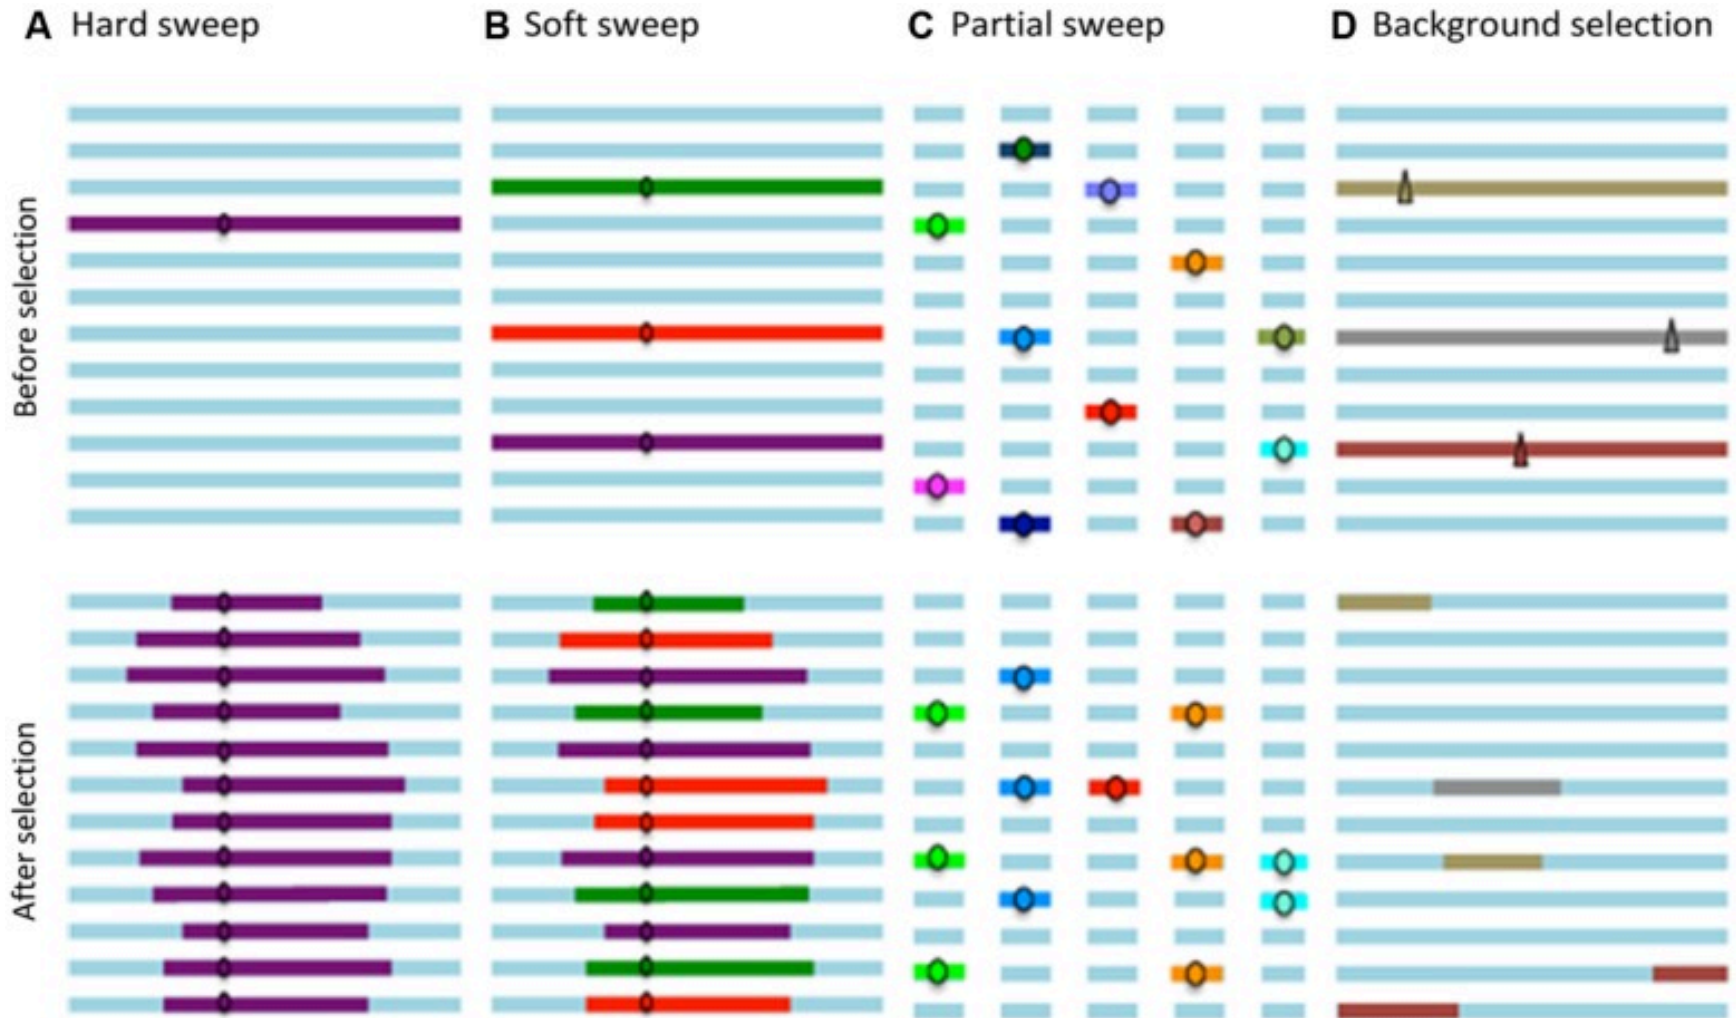 A Hard sweep
B Soft sweep
C Partial sweep
D Background selection
Before selection
After selection